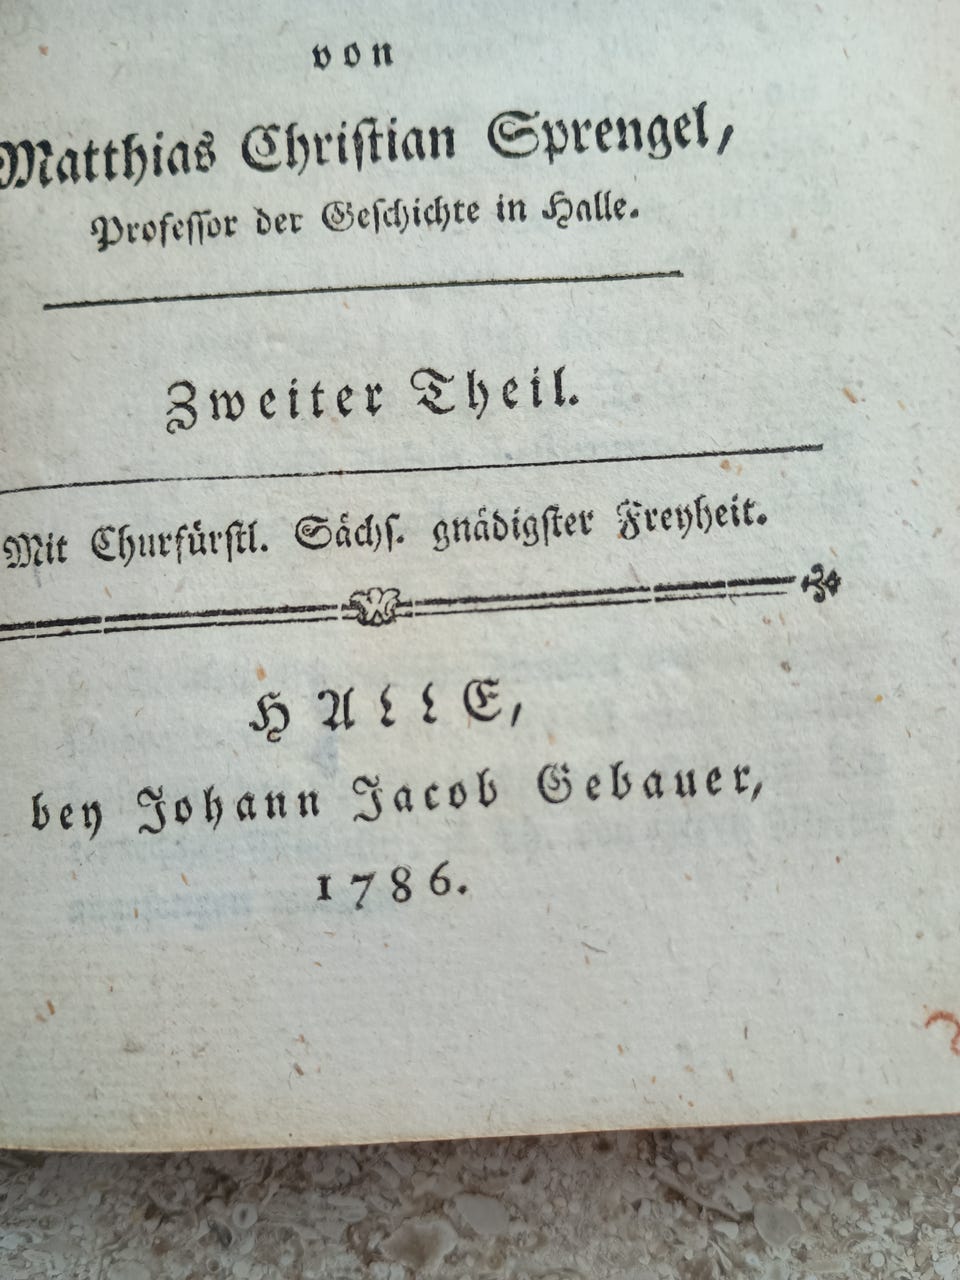 von
Matthias Christian Sprengel,
Professor der Geschichte in Halle.
Zweiter Theil.
Mit Churfürstl. Sächs. gnädigster Freyheit.
HALLE,
bey Johann Jacob Gebauer,
1786.